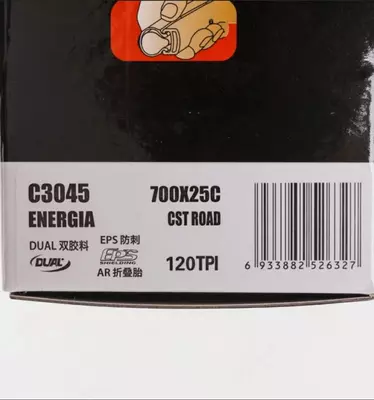 C3045
ENERGIA
700X25C
CST ROAD
DUAL 双胶料
DUAL
EPS 防刺
EPS
SHIELDING.
AR 折叠胎
120TPI
6 933882 526327